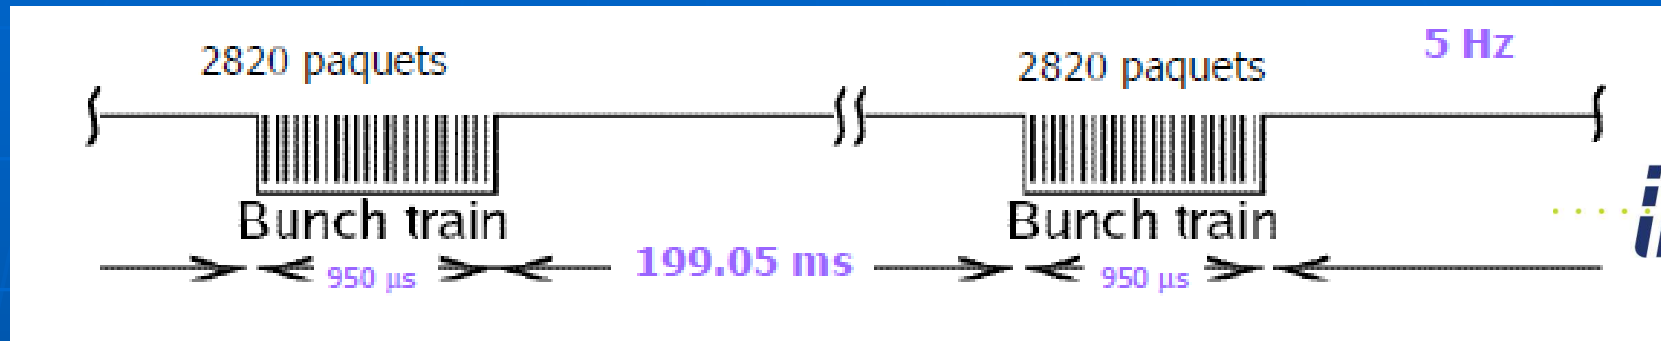 5 Hz
2820 paquets 2820 paquets
Bunch train Bunch train
950 μs 199.05 ms 950 μs